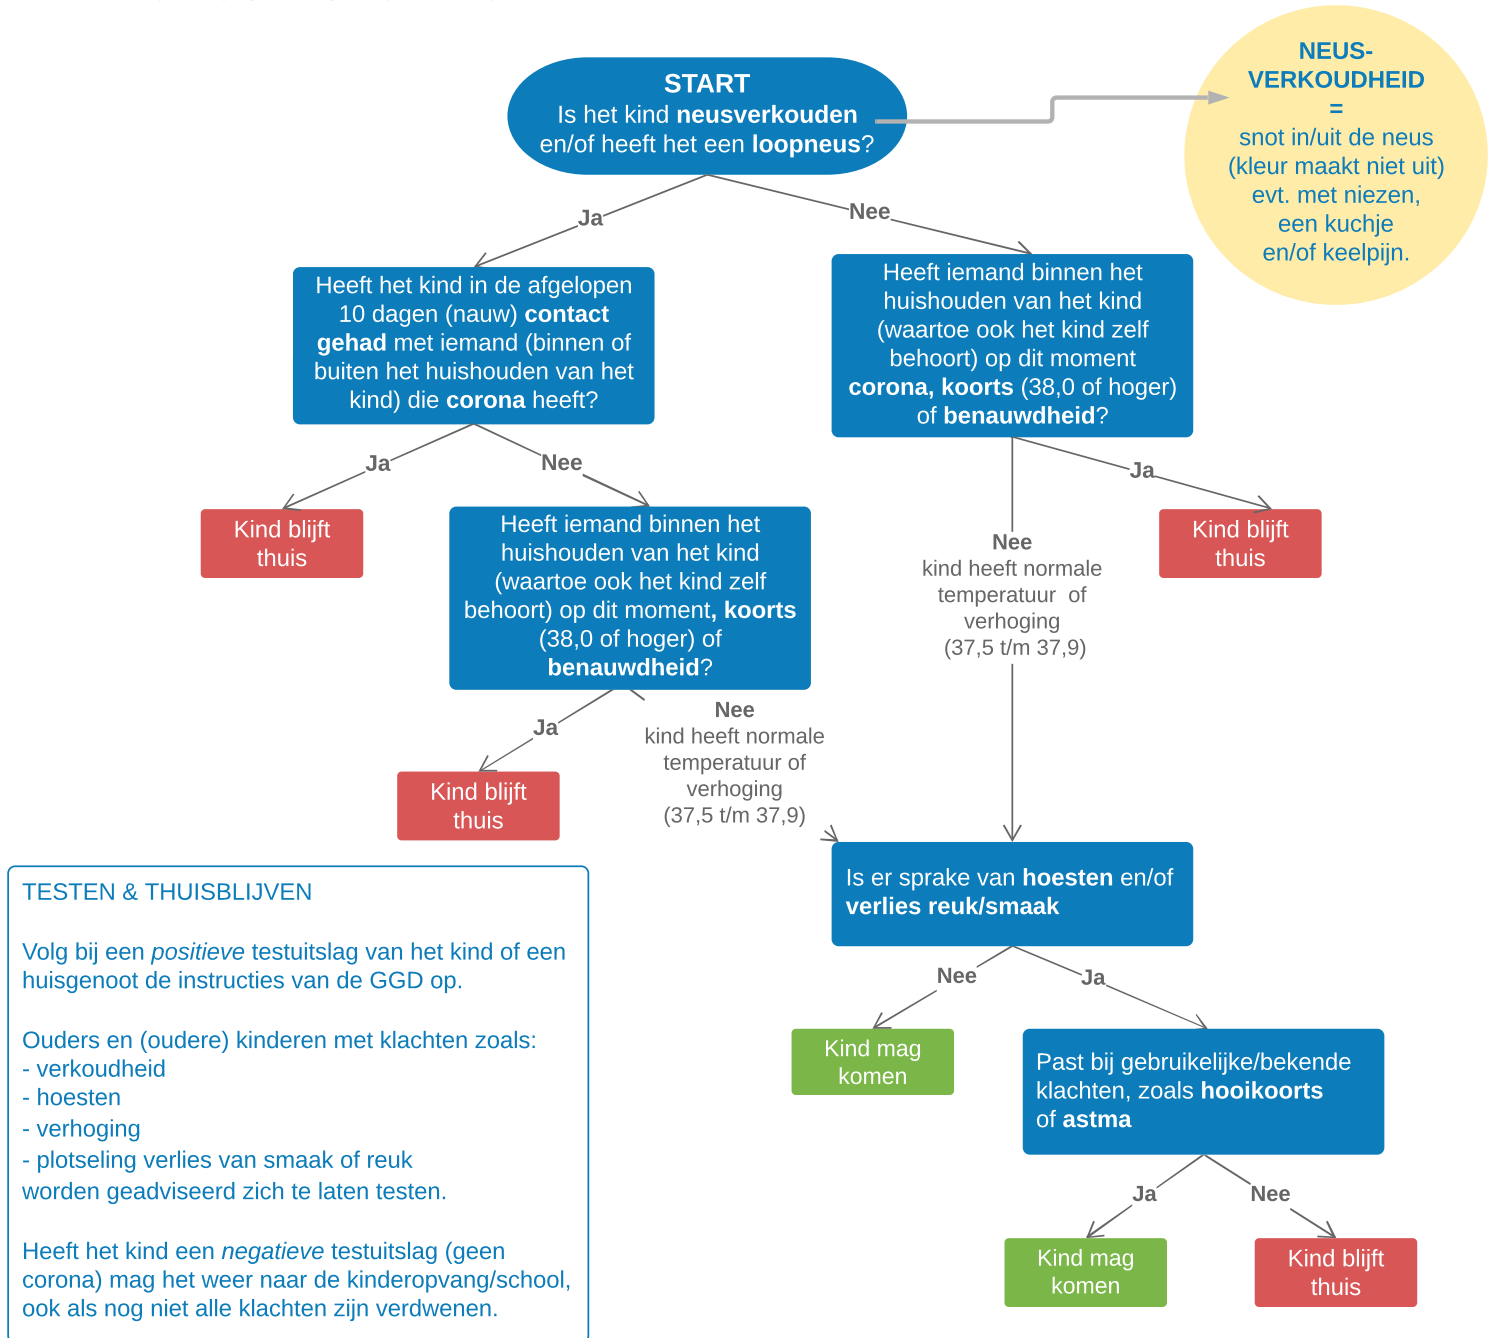 START
Is het kind neusverkouden
en/of heeft het een loopneus?
NEUS-
VERKOUDHEID
=
snot in/uit de neus
(kleur maakt niet uit)
evt. met niezen,
een kuchje
en/of keelpijn.
Ja
Nee
Heeft het kind in de afgelopen
10 dagen (nauw) contact
gehad met iemand (binnen of
buiten het huishouden van het
kind) die corona heeft?
Heeft iemand binnen het
huishouden van het kind
(waartoe ook het kind zelf
behoort) op dit moment
corona, koorts (38,0 of hoger)
of benauwdheid?
Ja
Nee
Ja
Kind blijft
thuis
Heeft iemand binnen het
huishouden van het kind
(waartoe ook het kind zelf
behoort) op dit moment, koorts
(38,0 of hoger) of
benauwdheid?
Nee
kind heeft normale
temperatuur of
verhoging
(37,5 t/m 37,9)
Kind blijft
thuis
Ja
Nee
kind heeft normale
temperatuur of
verhoging
(37,5 t/m 37,9)
Kind blijft
thuis
Is er sprake van hoesten en/of
verlies reuk/smaak
Nee
Ja
Kind mag
komen
Past bij gebruikelijke/bekende
klachten, zoals hooikoorts
of astma
Ja
Nee
Kind mag
komen
Kind blijft
thuis
TESTEN & THUISBLIJVEN
Volg bij een positieve testuitslag van het kind of een
huisgenoot de instructies van de GGD op.
Ouders en (oudere) kinderen met klachten zoals:
- verkoudheid
- hoesten
- verhoging
- plotseling verlies van smaak of reuk
worden geadviseerd zich te laten testen.
Heeft het kind een negatieve testuitslag (geen
corona) mag het weer naar de kinderopvang/school,
ook als nog niet alle klachten zijn verdwenen.